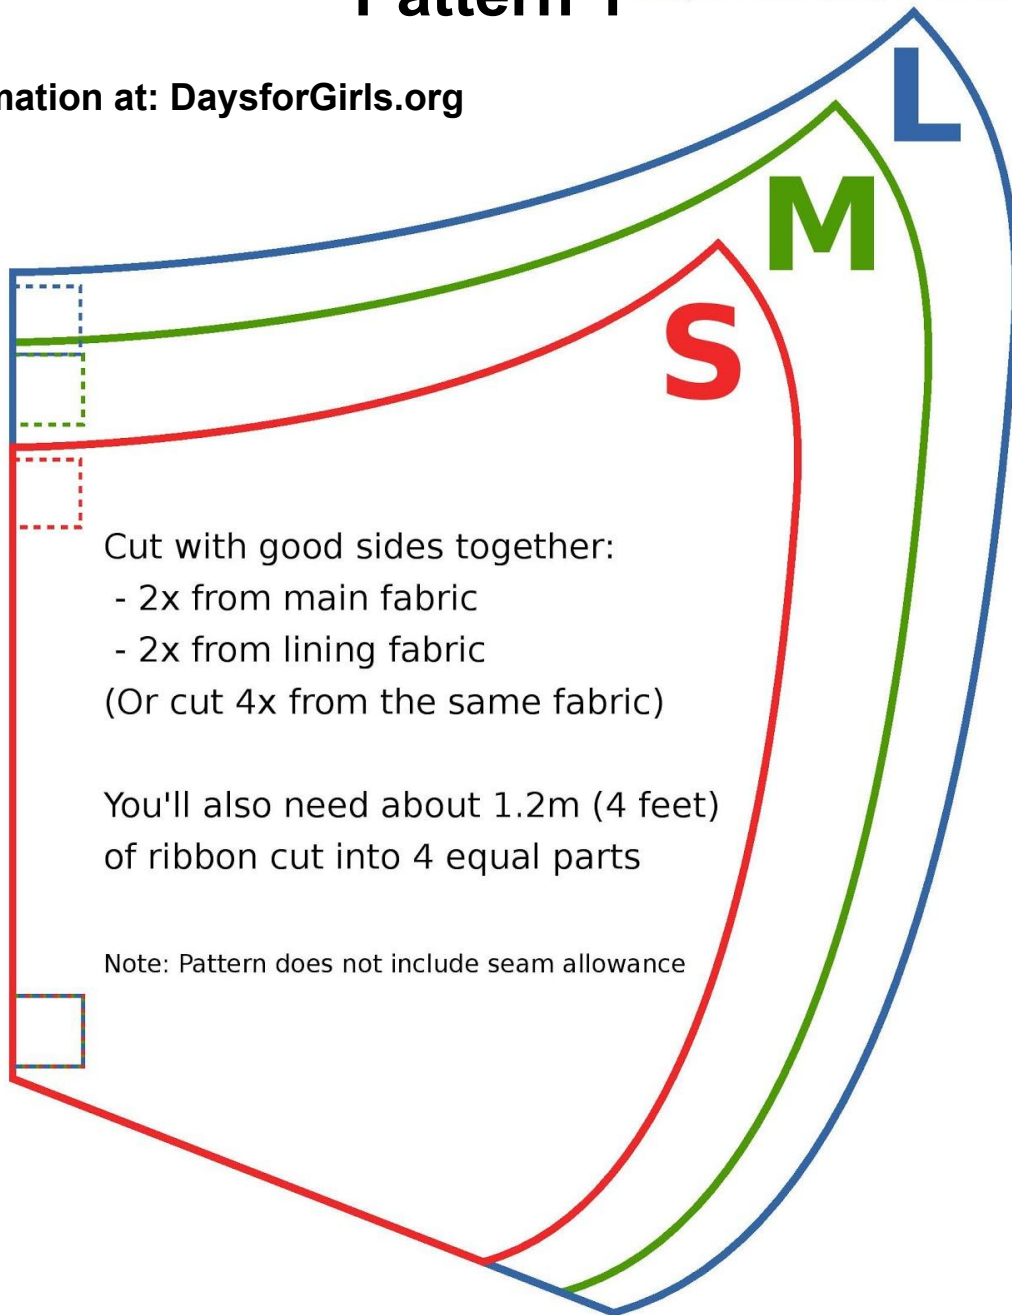 Pattern 1
mation at: DaysforGirls.org
L
M
S
Cut with good sides together:
- 2x from main fabric
- 2x from lining fabric
(Or cut 4x from the same fabric)
You'll also need about 1.2m (4 feet)
of ribbon cut into 4 equal parts
Note: Pattern does not include seam allowance